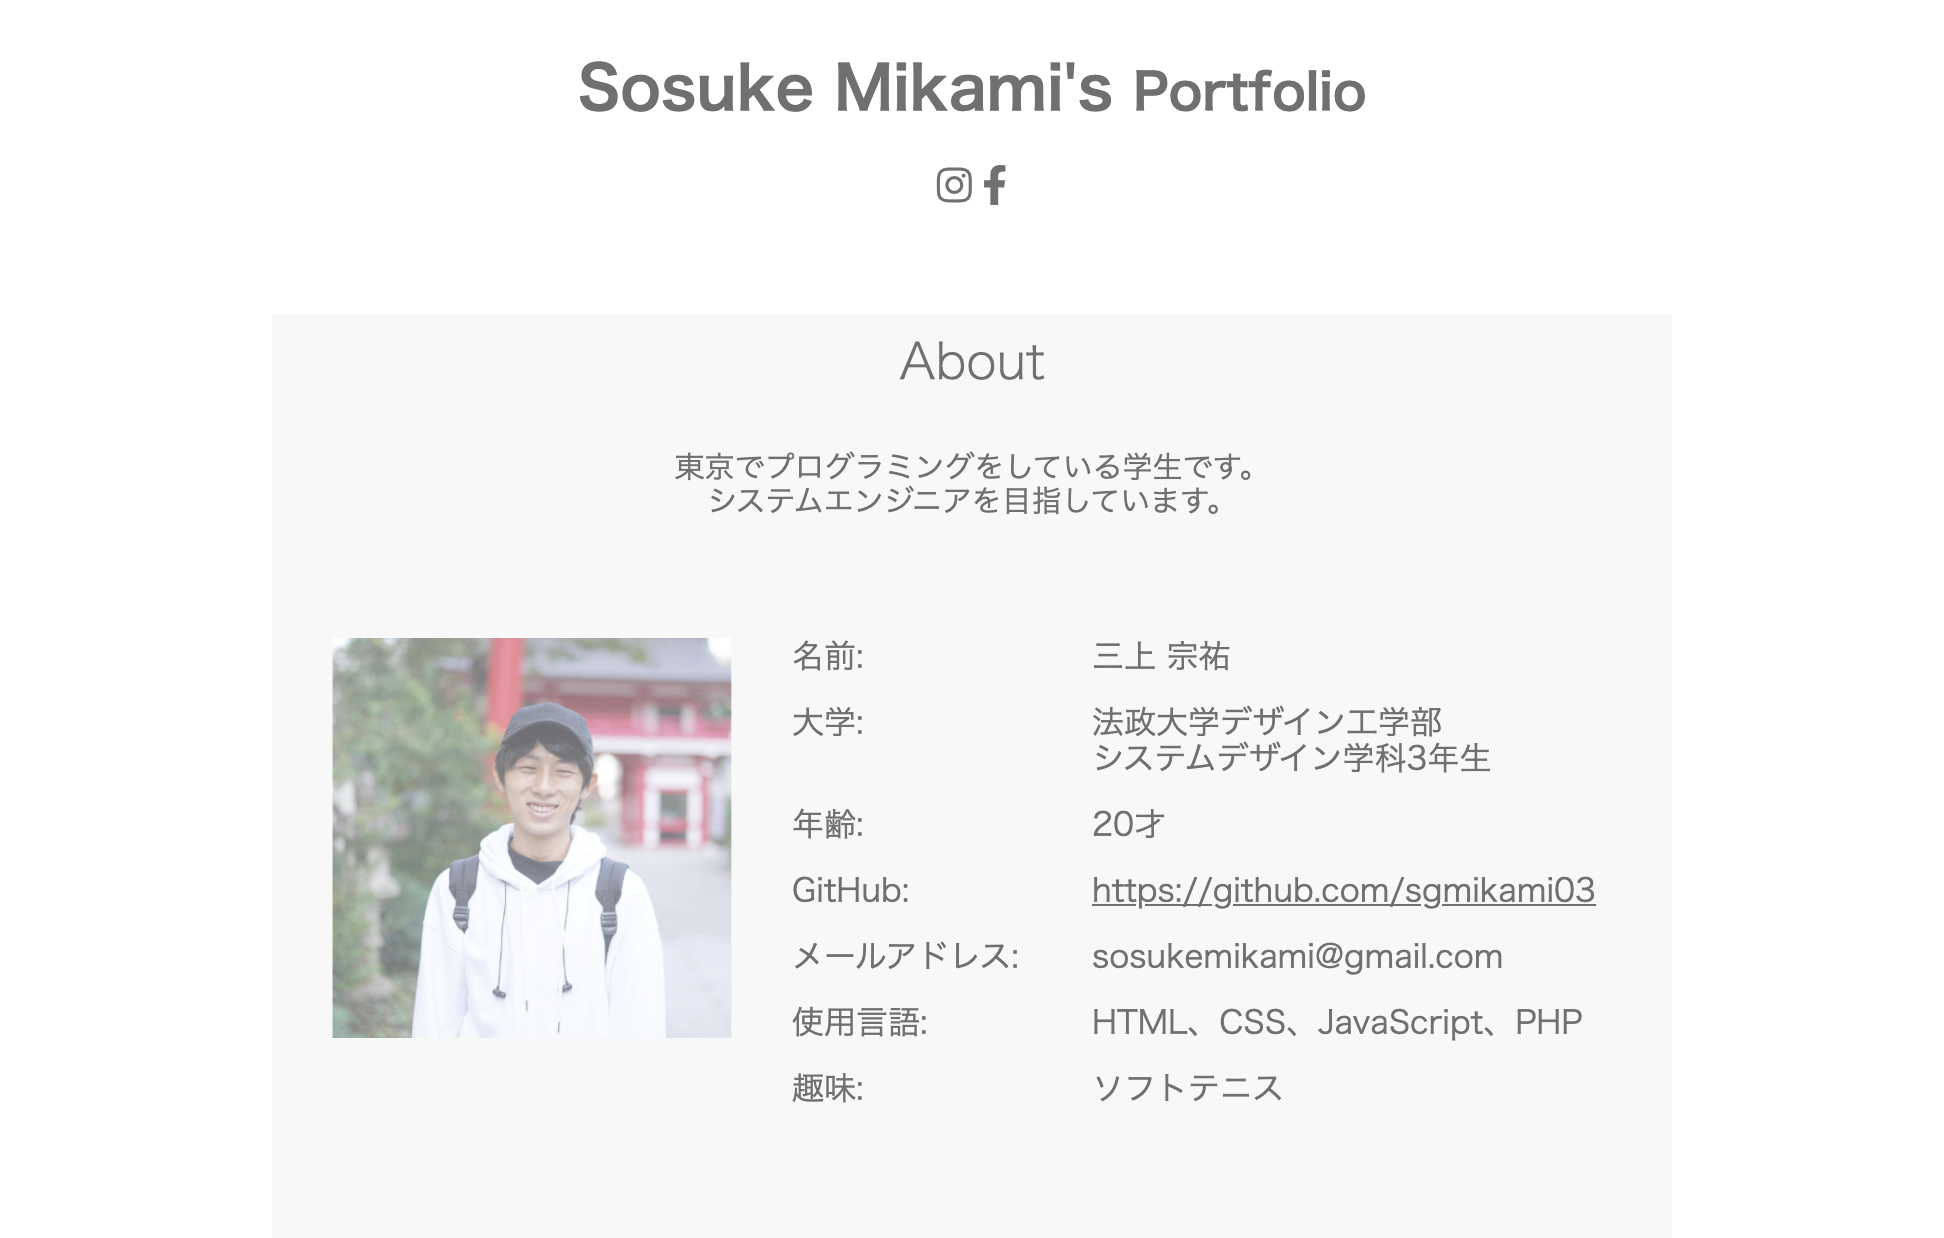 Sosuke Mikami's Portfolio
About
東京でプログラミングをしている学生です。
システムエンジニアを目指しています。
名前: 三上 宗祐
大学: 法政大学デザイン工学部
システムデザイン学科3年生
年齢: 20才
GitHub: https://github.com/sgmikami03
メールアドレス: sosukemikami@gmail.com
使用言語: HTML、CSS、JavaScript、PHP
趣味: ソフトテニス